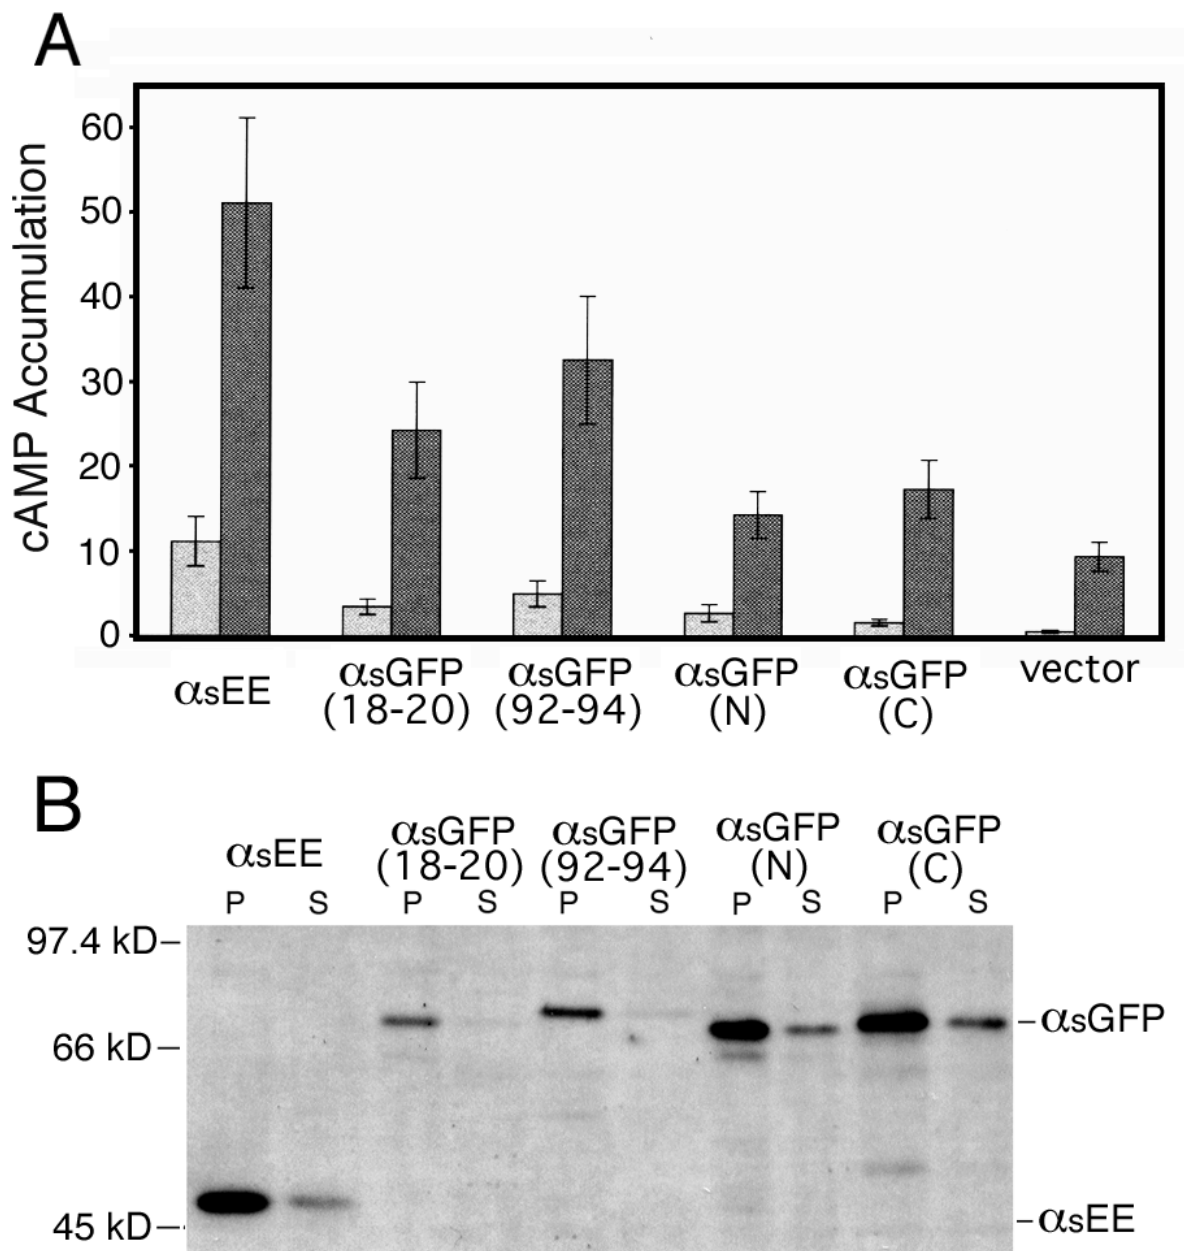 A
cAMP Accumulation
60
50
40
30
20
10
0
αsEE
αsGFP
(18-20)
αsGFP
(92-94)
αsGFP
(N)
αsGFP
(C)
vector
B
αsEE
αsGFP
(18-20)
αsGFP
(92-94)
αsGFP
(N)
αsGFP
(C)
P S P S P S P S P S
97.4 kD–
66 kD–
45 kD–
–αsGFP
–αsEE